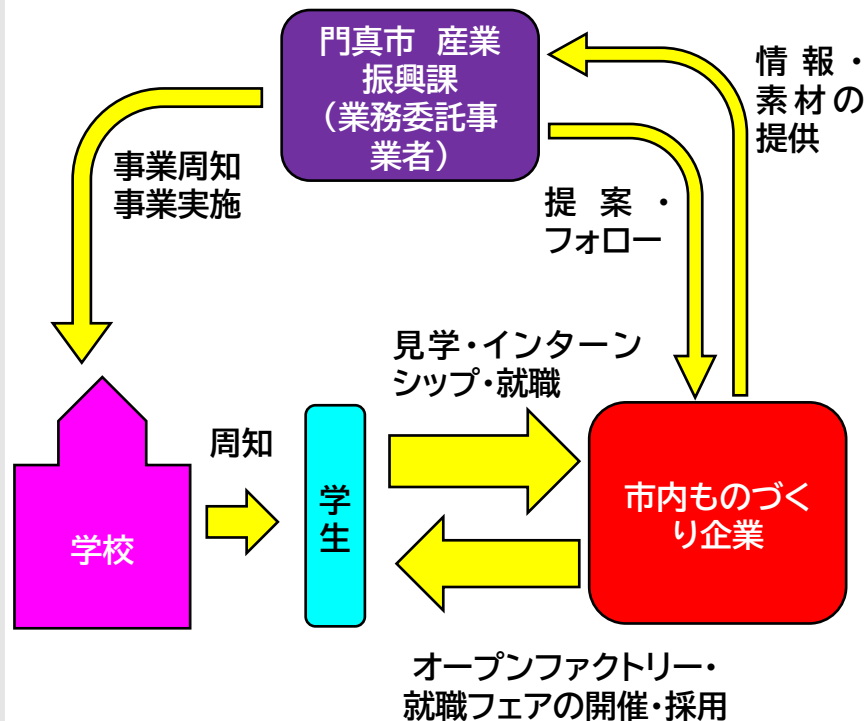 門真市 産業
振興課
(業務委託事
業者)
情報・
素材の
提供
事業周知
事業実施
提案・
フォロー
見学・インターン
シップ・就職
周知
学校
学生
市内ものづく
り企業
オープンファクトリー・
就職フェアの開催・採用